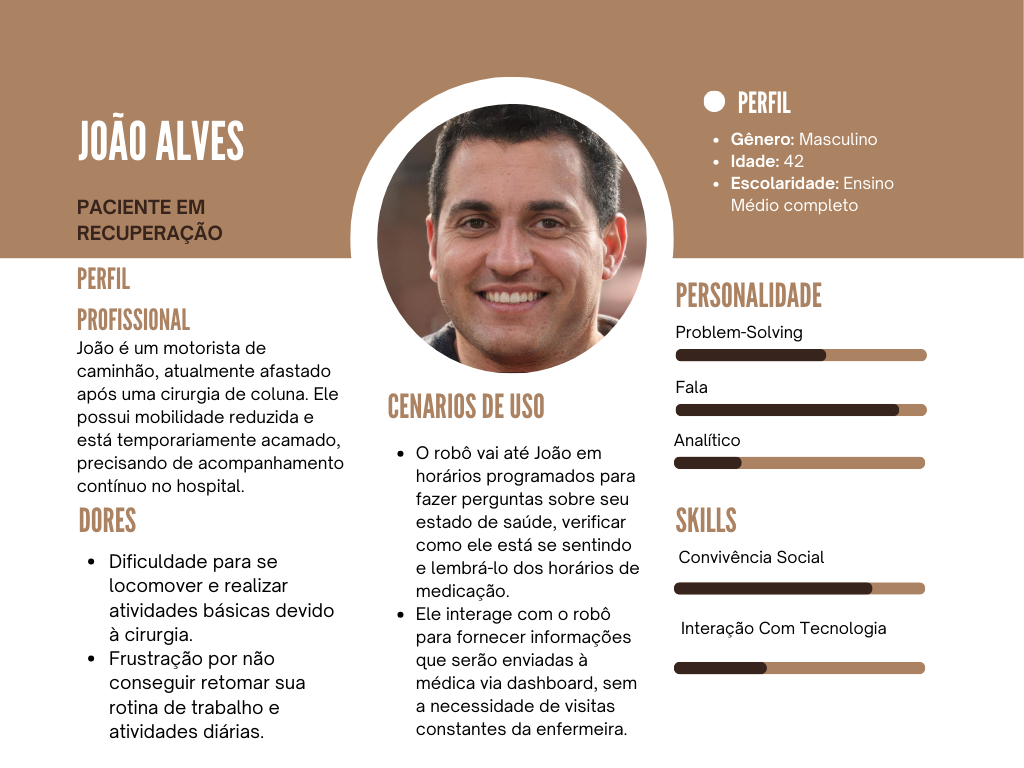 JOÃO ALVES
PACIENTE EM
RECUPERAÇÃO
PERFIL
• Gênero: Masculino
• Idade: 42
• Escolaridade: Ensino
Médio completo
PERFIL
PROFISSIONAL
João é um motorista de
caminhão, atualmente afastado
após uma cirurgia de coluna. Ele
possui mobilidade reduzida e
está temporariamente acamado,
precisando de acompanhamento
contínuo no hospital.
DORES
• Dificuldade para se
locomover e realizar
atividades básicas devido
à cirurgia.
• Frustração por não
conseguir retomar sua
rotina de trabalho e
atividades diárias.
CENARIOS DE USO
• O robô vai até João em
horários programados para
fazer perguntas sobre seu
estado de saúde, verificar
como ele está se sentindo
e lembrá-lo dos horários de
medicação.
• Ele interage com o robô
para fornecer informações
que serão enviadas à
médica via dashboard, sem
a necessidade de visitas
constantes da enfermeira.
PERSONALIDADE
Problem-Solving
Fala
Analítico
SKILLS
Convivência Social
Interação Com Tecnologia